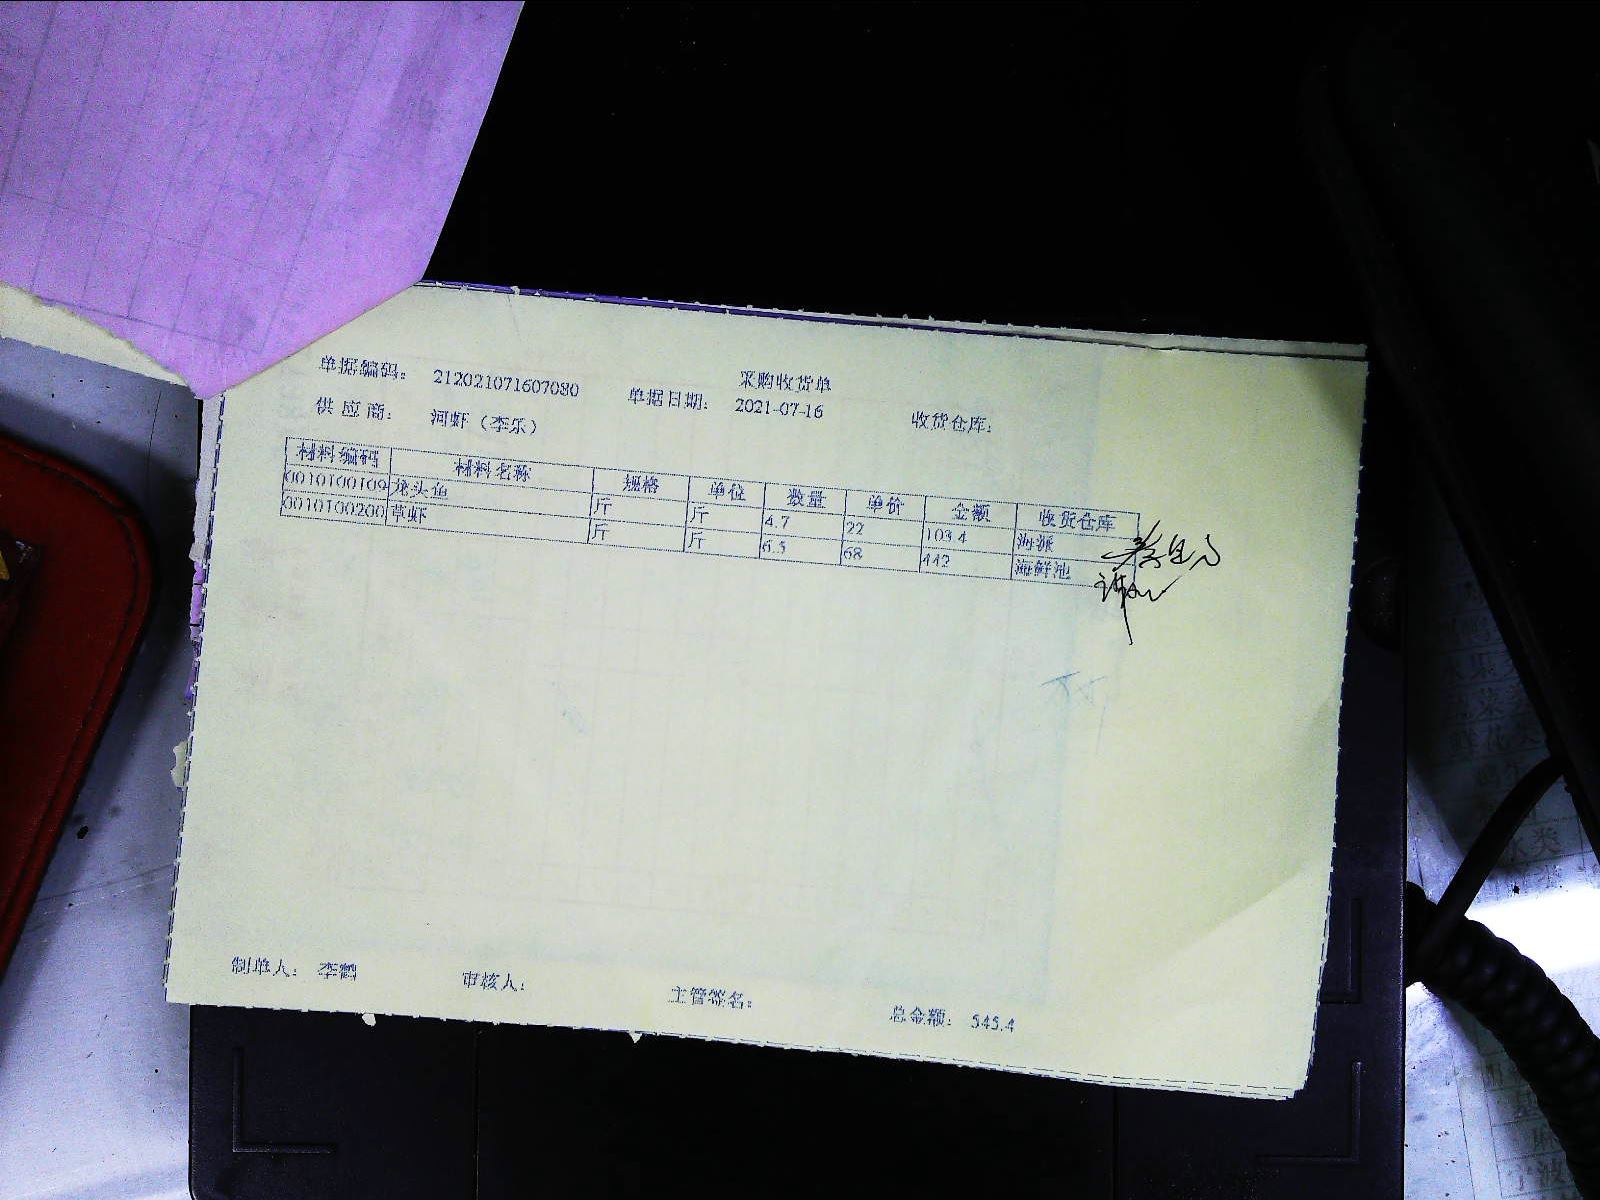 采购收货单
单据编码： 212021071607080 单据日期： 2021-07-16 收货仓库：
供应商： 河虾（李乐）
材料编码 材料名称 规格 单位 数量 单价 金额 收货仓库
0010100109 龙头鱼 斤 斤 4.7 22 103.4 海派
0010100200 草虾 斤 斤 6.5 68 442 海鲜池
制单人： 李鹤 审核人： 主管签名： 总金额： 545.4